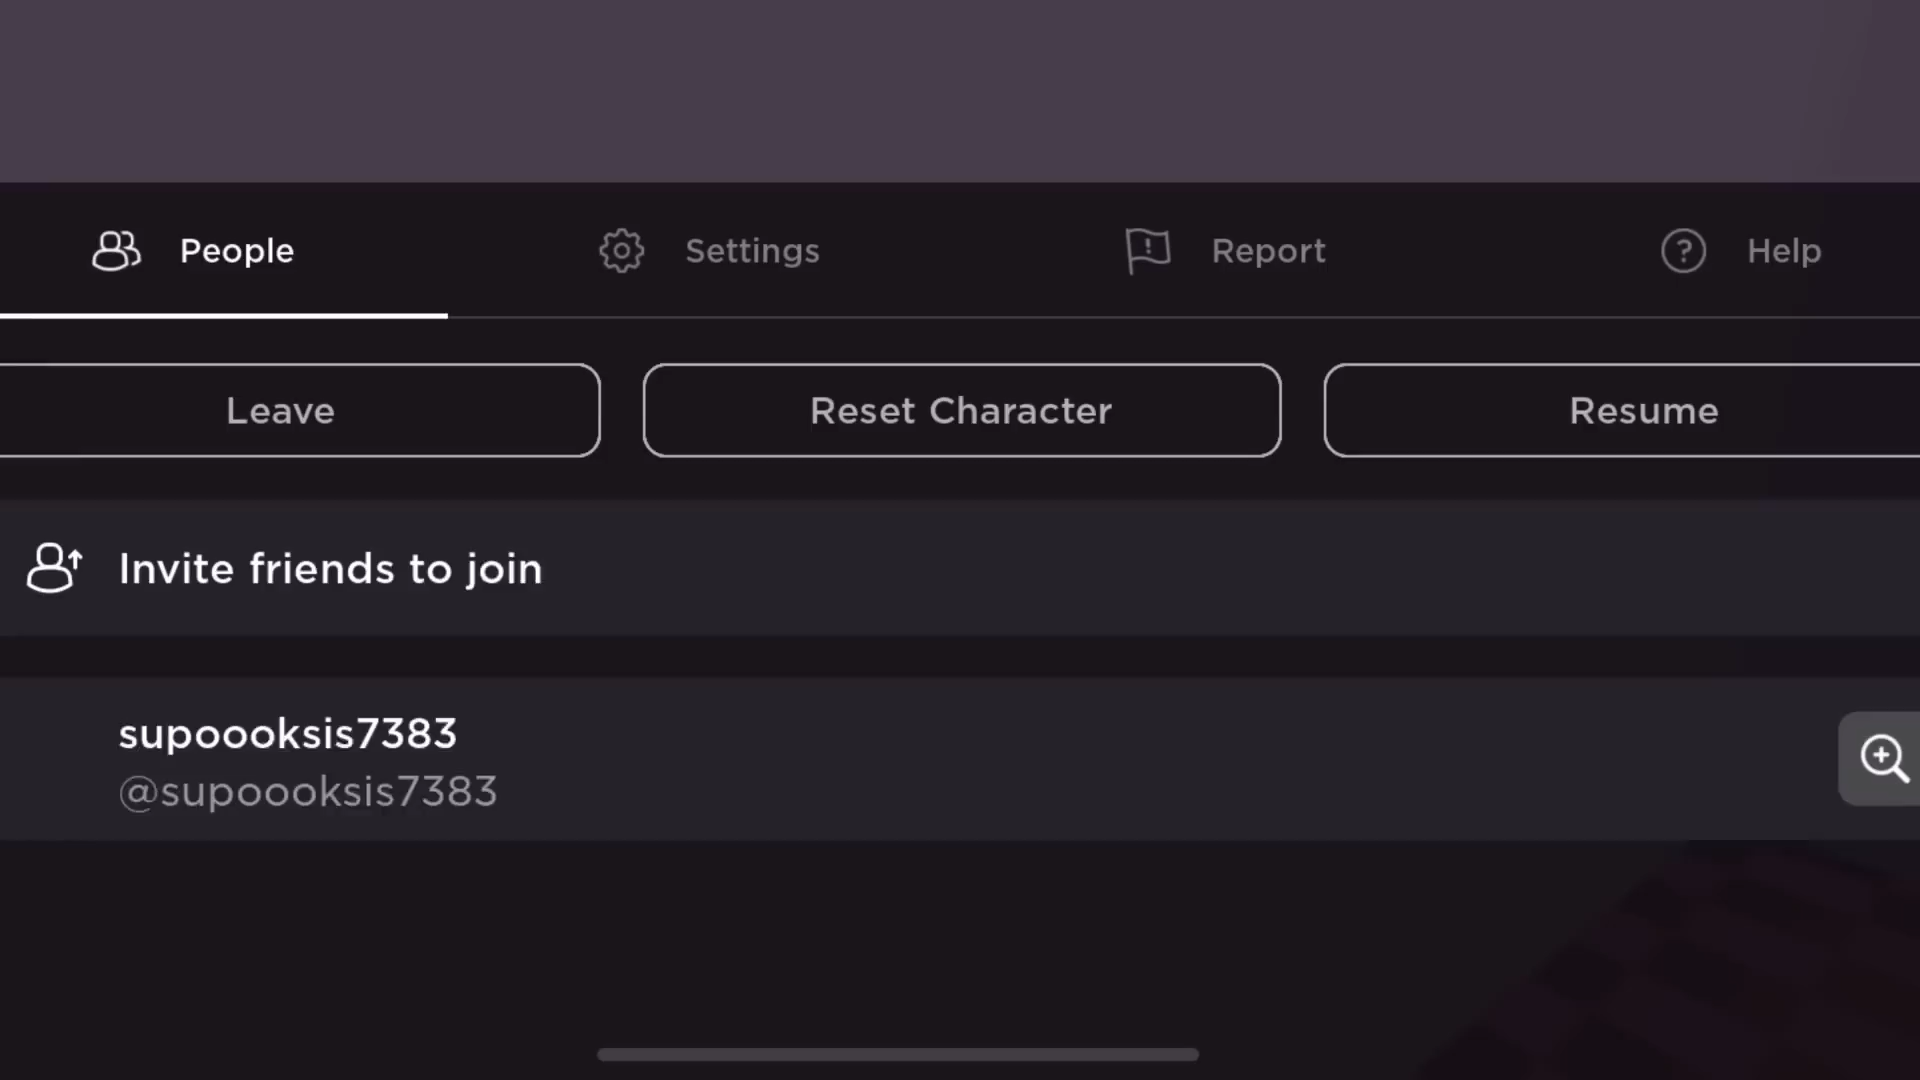 People
Settings
Report
Help
Leave
Reset Character
Resume
Invite friends to join
supoooksis7383
@supoooksis7383